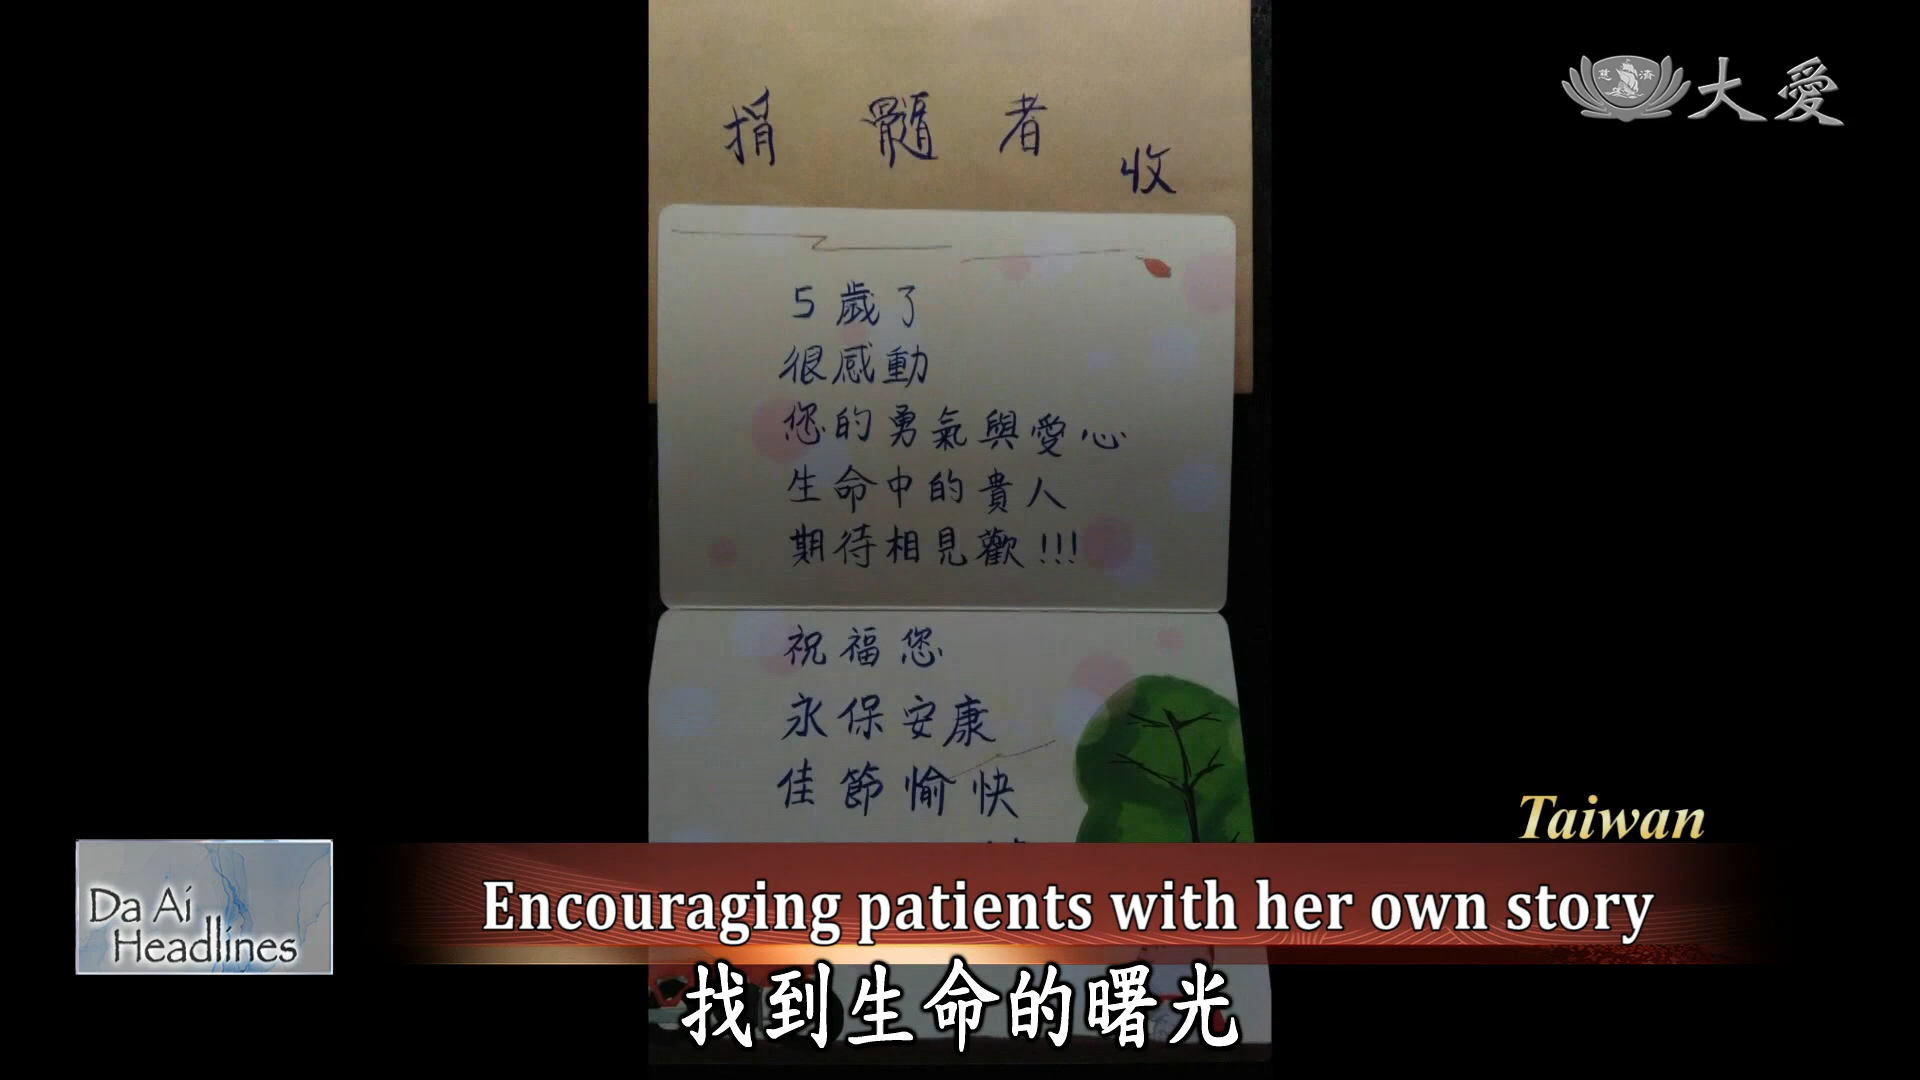 慈濟 大愛
捐髓者 收
5歲了
很感動
您的勇氣與愛心
生命中的貴人
期待相見歡!!!
祝福您
永保安康
佳節愉快
Taiwan
Da Ai
Headlines
Encouraging patients with her own story
找到生命的曙光